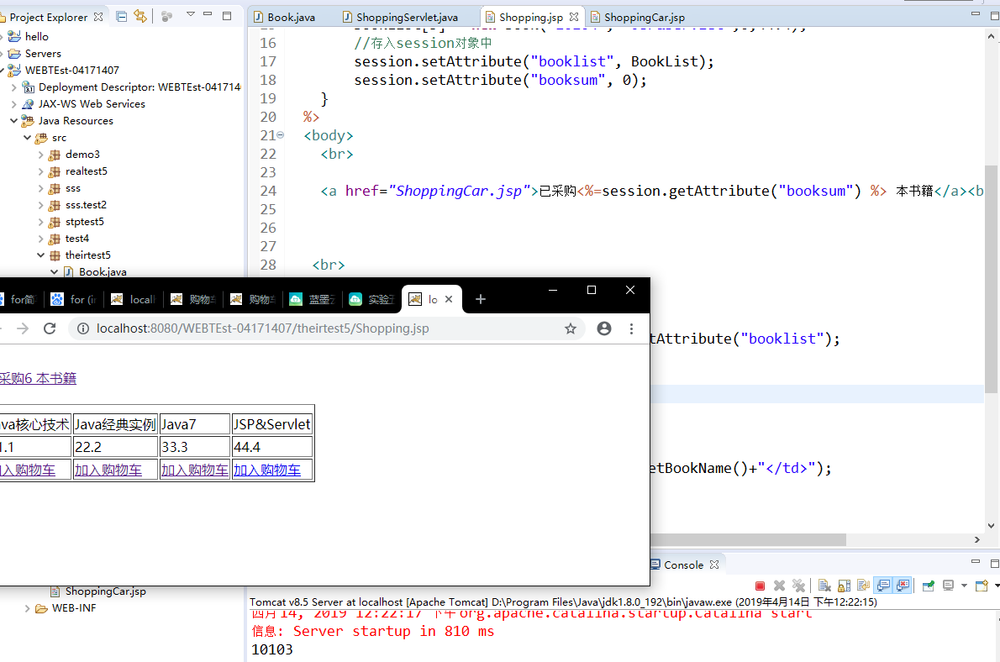 Project Explorer
hello
Servers
WEBTEst-04171407
Deployment Descriptor: WEBTEst-041714
JAX-WS Web Services
Java Resources
src
demo3
realtest5
sss
sss.test2
stptest5
test4
theirtest5
Book.java
Book.java ShoppingServlet.java Shopping.jsp ShoppingCar.jsp
16 //存入session对象中
17 session.setAttribute("booklist", BookList);
18 session.setAttribute("booksum", 0);
19 }
20 %>
21 <body>
22 <br>
23
24 <a href="ShoppingCar.jsp">已采购<%=session.getAttribute("booksum") %> 本书籍</a><b
25
26
27
28 <br>
tAttribute("booklist");
etBookName()+"</td>");
for简 for (in locall 购物车 购物车 蓝墨云 实验五 lo
localhost:8080/WEBTEst-04171407/theirtest5/Shopping.jsp
采购6 本书籍
va核心技术 Java经典实例 Java7 JSP&Servlet
.1 22.2 33.3 44.4
入购物车 加入购物车 加入购物车 加入购物车
ShoppingCar.jsp
WEB-INF
Console
Tomcat v8.5 Server at localhost [Apache Tomcat] D:\Program Files\Java\jdk1.8.0_192\bin\javaw.exe (2019年4月14日 下午12:22:15)
四月 14, 2019 12:22:17 下午 org.apache.catalina.startup.Catalina start
信息: Server startup in 810 ms
10103